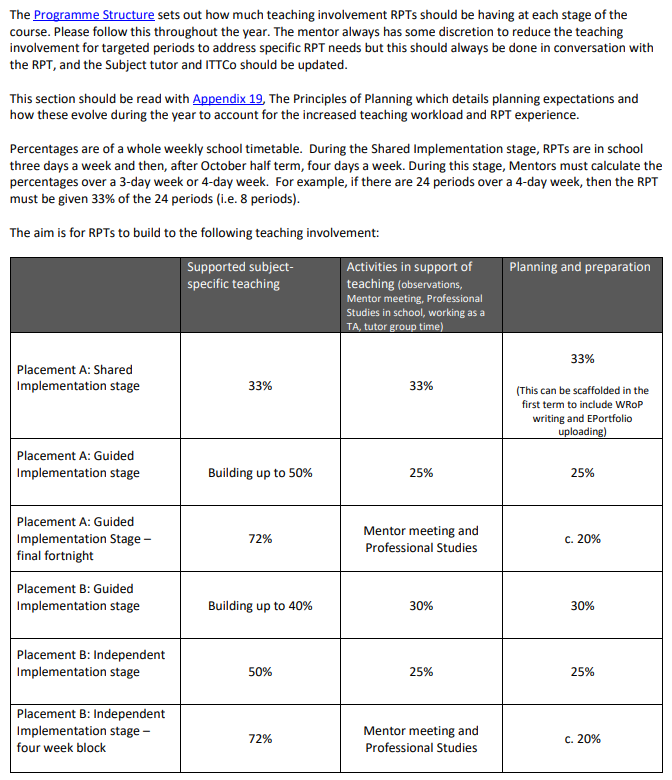 The Programme Structure sets out how much teaching involvement RPTs should be having at each stage of the
course. Please follow this throughout the year. The mentor always has some discretion to reduce the teaching
involvement for targeted periods to address specific RPT needs but this should always be done in conversation with
the RPT, and the Subject tutor and ITTCo should be updated.
This section should be read with Appendix 19, The Principles of Planning which details planning expectations and
how these evolve during the year to account for the increased teaching workload and RPT experience.
Percentages are of a whole weekly school timetable. During the Shared Implementation stage, RPTs are in school
three days a week and then, after October half term, four days a week. During this stage, Mentors must calculate the
percentages over a 3-day week or 4-day week. For example, if there are 24 periods over a 4-day week, then the RPT
must be given 33% of the 24 periods (i.e. 8 periods).
The aim is for RPTs to build to the following teaching involvement:
Supported subject-
specific teaching
Activities in support of
teaching (observations,
Mentor meeting, Professional
Studies in school, working as a
TA, tutor group time)
Planning and preparation
Placement A: Shared
Implementation stage
33%
33%
33%
(This can be scaffolded in the
first term to include WRoP
writing and EPortfolio
uploading)
Placement A: Guided
Implementation stage
Building up to 50%
25%
25%
Placement A: Guided
Implementation Stage –
final fortnight
72%
Mentor meeting and
Professional Studies
c. 20%
Placement B: Guided
Implementation stage
Building up to 40%
30%
30%
Placement B: Independent
Implementation stage
50%
25%
25%
Placement B: Independent
Implementation stage –
four week block
72%
Mentor meeting and
Professional Studies
c. 20%